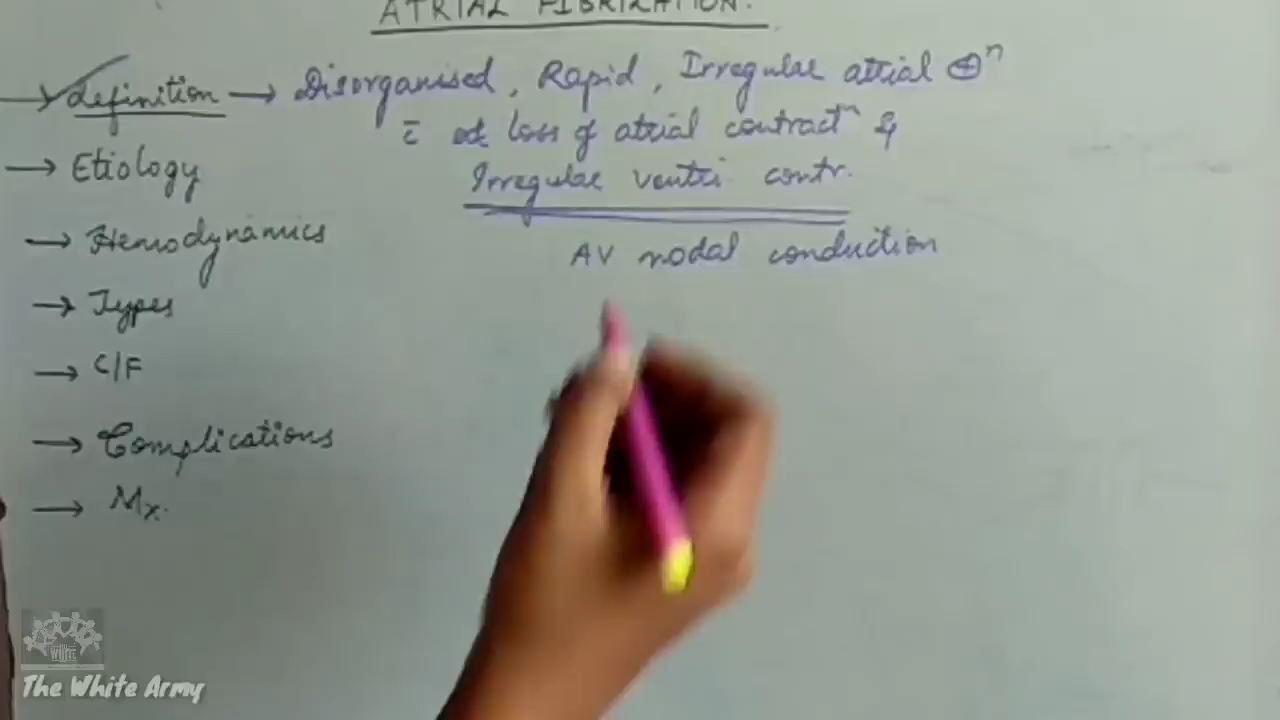 ATRIAL FIBRILLATION.
→ Definition → Disorganised, Rapid, Irregular atrial ⊕ⁿ
c̄ loss of atrial contractⁿ &
Irregular ventri. contr.
AV nodal conduction
→ Etiology
→ Hemodynamics
→ Types
→ C/F
→ Complications
→ Mx.
The White Army